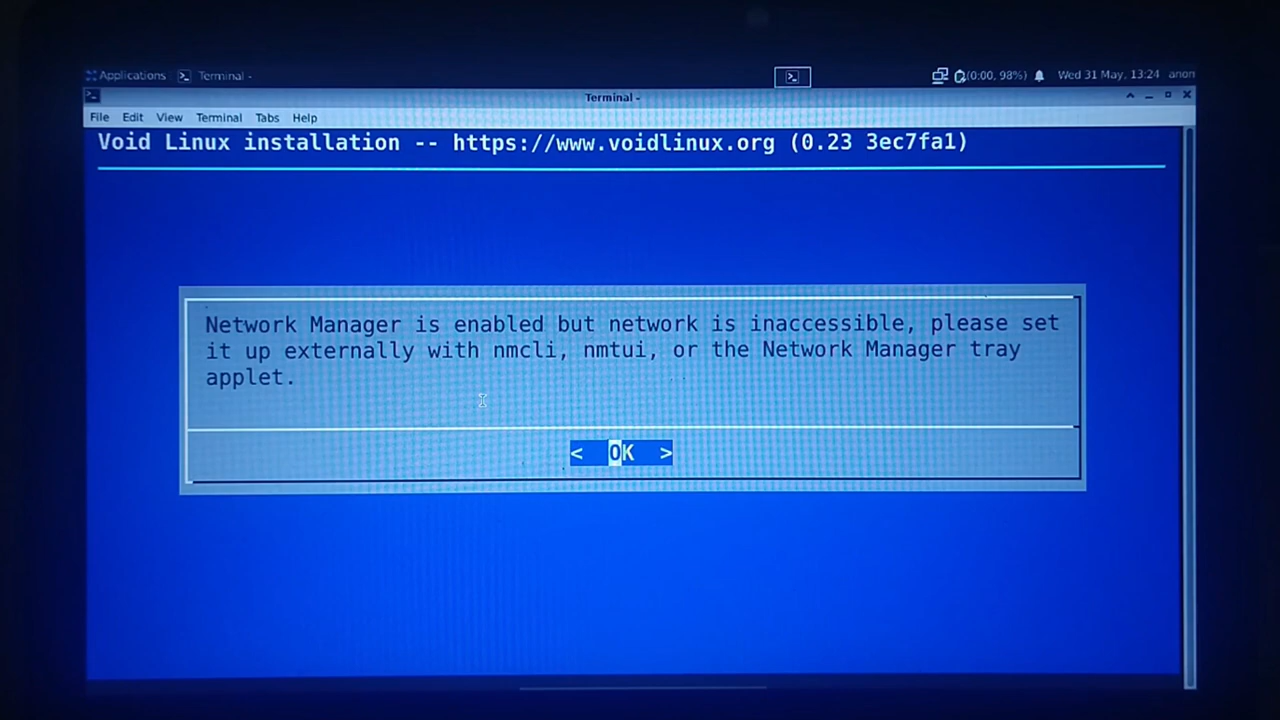 Applications Terminal - (0:00, 98%) Wed 31 May, 13:24 anon
Terminal -
File Edit View Terminal Tabs Help
Void Linux installation -- https://www.voidlinux.org (0.23 3ec7fa1)
Network Manager is enabled but network is inaccessible, please set
it up externally with nmcli, nmtui, or the Network Manager tray
applet.
< OK >